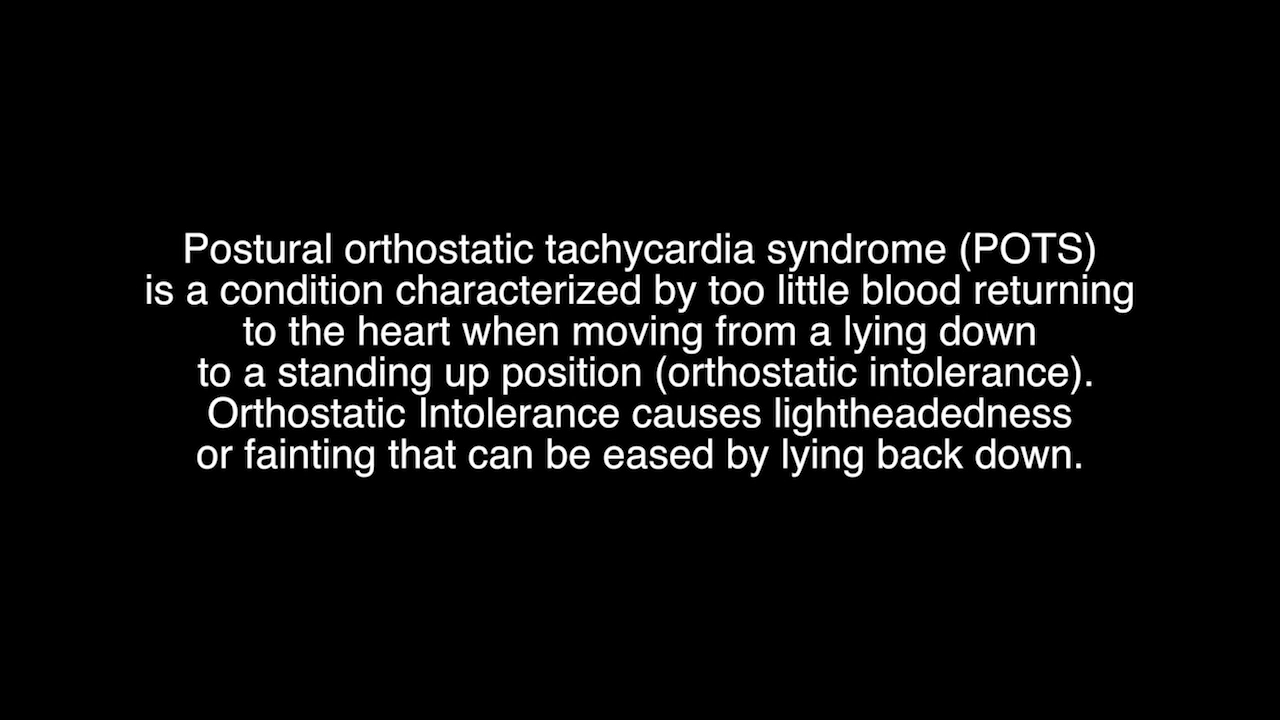 Postural orthostatic tachycardia syndrome (POTS)
is a condition characterized by too little blood returning
to the heart when moving from a lying down
to a standing up position (orthostatic intolerance).
Orthostatic Intolerance causes lightheadedness
or fainting that can be eased by lying back down.